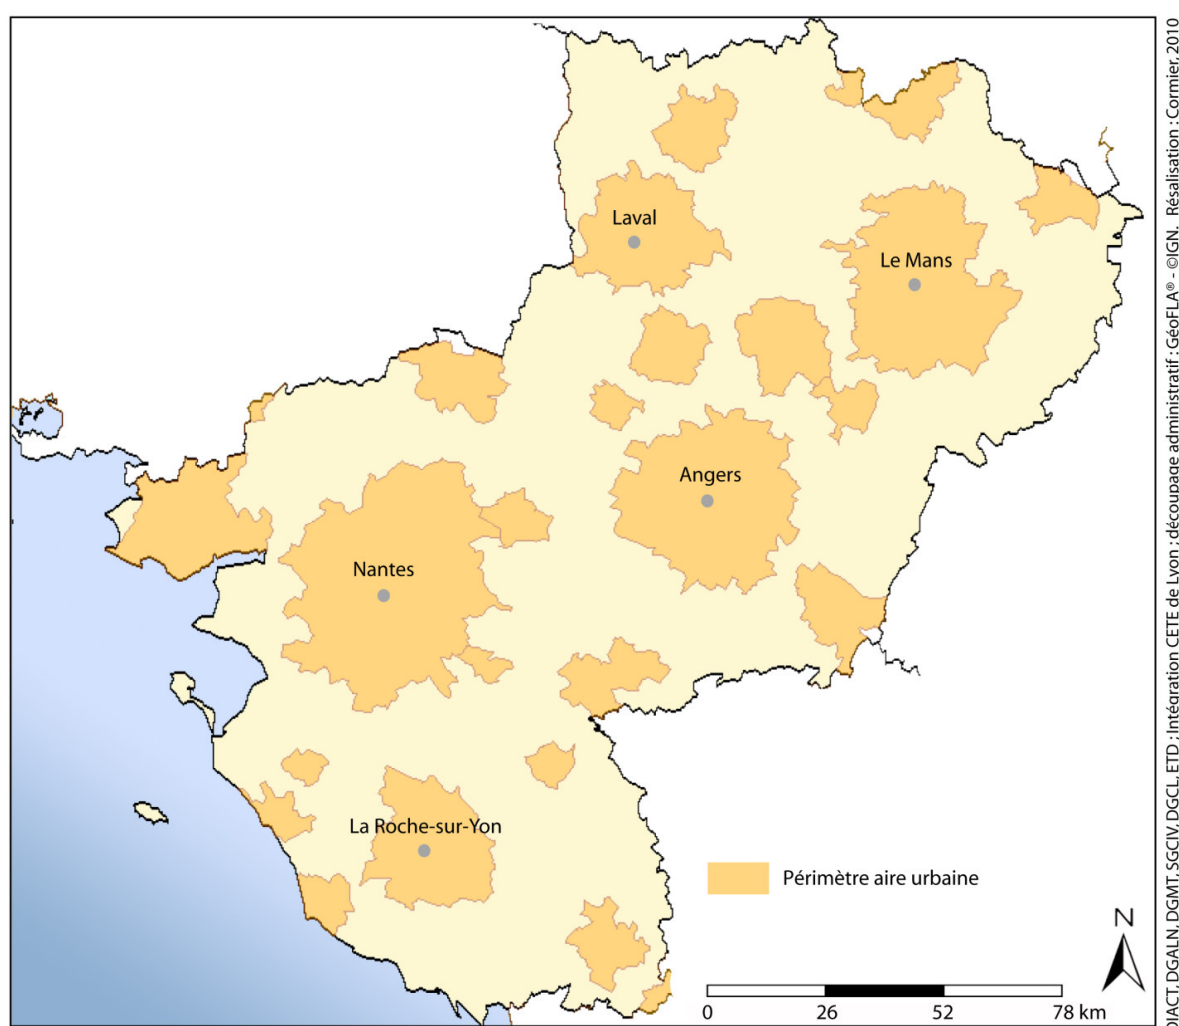 Laval
Le Mans
Angers
Nantes
La Roche-sur-Yon
Périmètre aire urbaine
N
0 26 52 78 km
DIACT, DGALN, DGMT, SGCIV, DGCL, ETD ; Intégration CETE de Lyon ; découpage administratif : GéoFLA® - ©IGN. Résalisation : Cormier, 2010